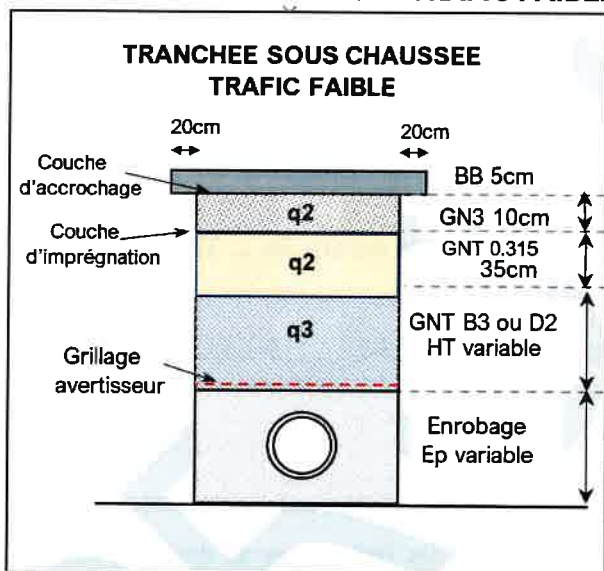 TRANCHEE SOUS CHAUSSEE
TRAFIC FAIBLE
20cm
20cm
Couche
d'accrochage
BB 5cm
q2
GN3 10cm
Couche
d'imprégnation
q2
GNT 0.315
35cm
q3
GNT B3 ou D2
HT variable
Grillage
avertisseur
Enrobage
Ep variable